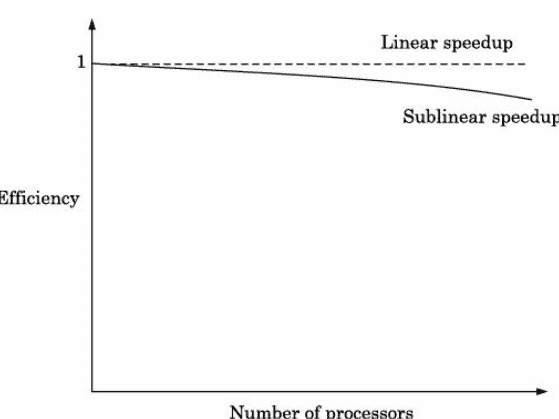 Linear speedup
1
Sublinear speedup
Efficiency
Number of processors